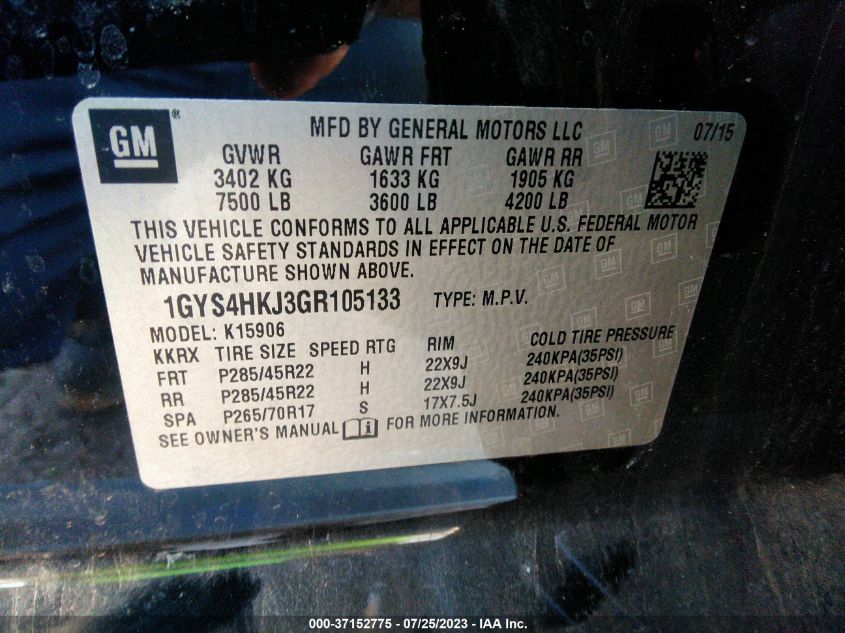 GM ® MFD BY GENERAL MOTORS LLC 07/15
GVWR GAWR FRT GAWR RR
3402 KG 1633 KG 1905 KG
7500 LB 3600 LB 4200 LB
THIS VEHICLE CONFORMS TO ALL APPLICABLE U.S. FEDERAL MOTOR
VEHICLE SAFETY STANDARDS IN EFFECT ON THE DATE OF
MANUFACTURE SHOWN ABOVE.
1GYS4HKJ3GR105133 TYPE: M.P.V.
MODEL: K15906
KKRX TIRE SIZE SPEED RTG RIM COLD TIRE PRESSURE
FRT P285/45R22 H 22X9J 240KPA(35PSI)
RR P285/45R22 H 22X9J 240KPA(35PSI)
SPA P265/70R17 S 17X7.5J 240KPA(35PSI)
SEE OWNER'S MANUAL i FOR MORE INFORMATION.
000-37152775 - 07/25/2023 - IAA Inc.